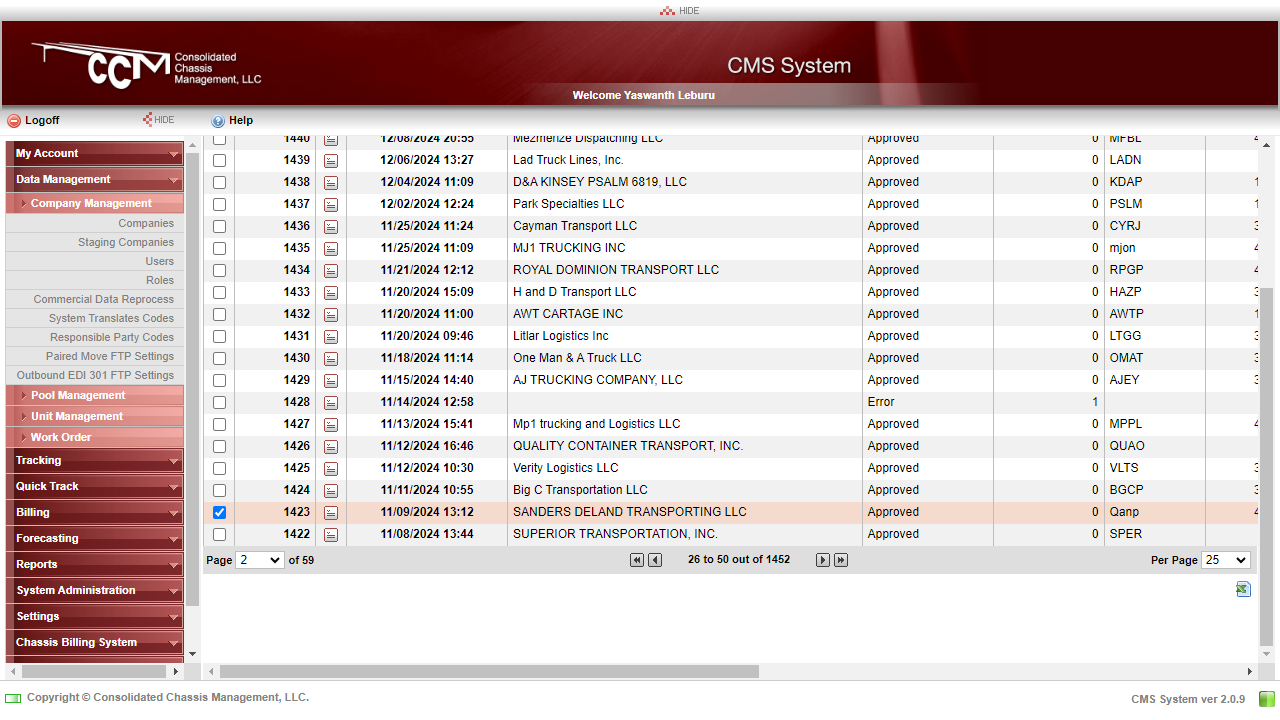 HIDE
CCM Consolidated Chassis Management, LLC
CMS System
Welcome Yaswanth Leburu
Logoff HIDE Help
My Account
Data Management
Company Management
Companies
Staging Companies
Users
Roles
Commercial Data Reprocess
System Translates Codes
Responsible Party Codes
Paired Move FTP Settings
Outbound EDI 301 FTP Settings
Pool Management
Unit Management
Work Order
Tracking
Quick Track
Billing
Forecasting
Reports
System Administration
Settings
Chassis Billing System
1440 12/08/2024 20:55 Mezmerize Dispatching LLC Approved 0 MFBL 4
1439 12/06/2024 13:27 Lad Truck Lines, Inc. Approved 0 LADN
1438 12/04/2024 11:09 D&A KINSEY PSALM 6819, LLC Approved 0 KDAP 1
1437 12/02/2024 12:24 Park Specialties LLC Approved 0 PSLM 1
1436 11/25/2024 11:24 Cayman Transport LLC Approved 0 CYRJ 3
1435 11/25/2024 11:09 MJ1 TRUCKING INC Approved 0 mjon 4
1434 11/21/2024 12:12 ROYAL DOMINION TRANSPORT LLC Approved 0 RPGP 4
1433 11/20/2024 15:09 H and D Transport LLC Approved 0 HAZP 3
1432 11/20/2024 11:00 AWT CARTAGE INC Approved 0 AWTP 1
1431 11/20/2024 09:46 Litlar Logistics Inc Approved 0 LTGG 3
1430 11/18/2024 11:14 One Man & A Truck LLC Approved 0 OMAT 3
1429 11/15/2024 14:40 AJ TRUCKING COMPANY, LLC Approved 0 AJEY 3
1428 11/14/2024 12:58 Error 1
1427 11/13/2024 15:41 Mp1 trucking and Logistics LLC Approved 0 MPPL 4
1426 11/12/2024 16:46 QUALITY CONTAINER TRANSPORT, INC. Approved 0 QUAO
1425 11/12/2024 10:30 Verity Logistics LLC Approved 0 VLTS 3
1424 11/11/2024 10:55 Big C Transportation LLC Approved 0 BGCP 3
1423 11/09/2024 13:12 SANDERS DELAND TRANSPORTING LLC Approved 0 Qanp 4
1422 11/08/2024 13:44 SUPERIOR TRANSPORTATION, INC. Approved 0 SPER
Page 2 of 59 26 to 50 out of 1452 Per Page 25
Copyright © Consolidated Chassis Management, LLC. CMS System ver 2.0.9